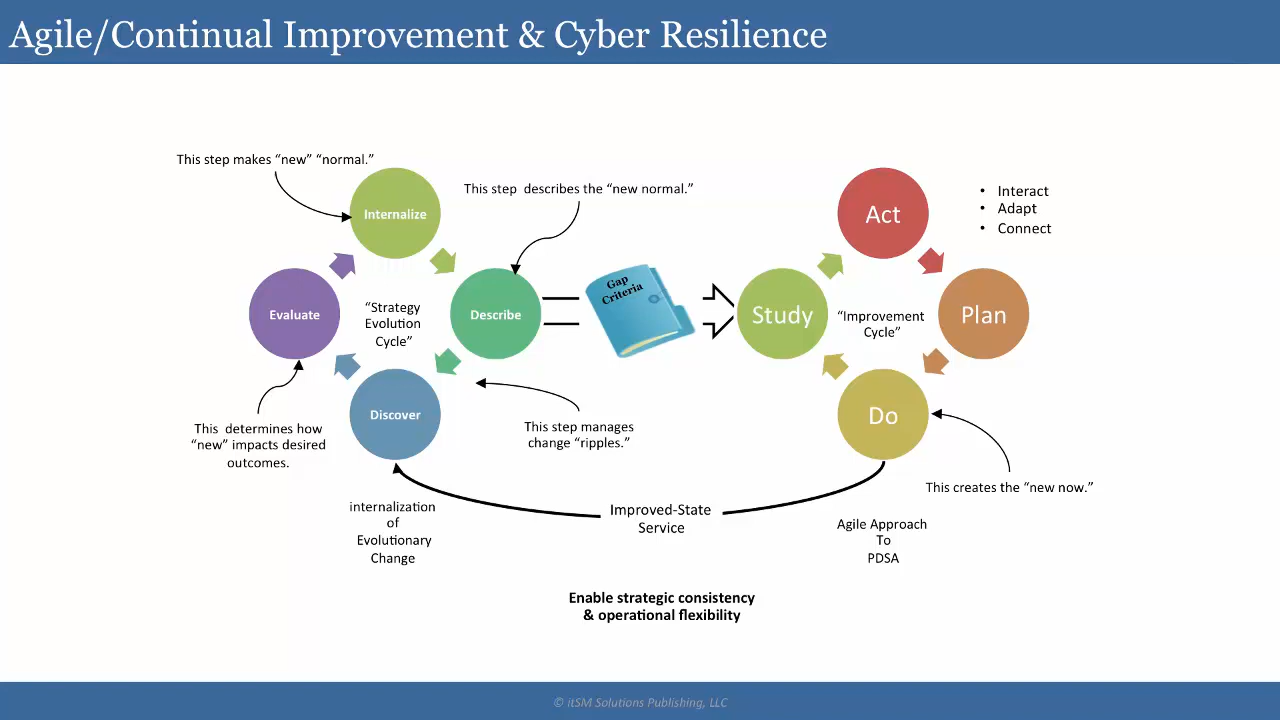 Agile/Continual Improvement & Cyber Resilience
This step makes “new” “normal.”
Internalize
This step  describes the “new normal.”
Evaluate
“Strategy
Evolution
Cycle”
Describe
Discover
This  determines how
“new” impacts desired
outcomes.
This step manages
change “ripples.”
Gap
Criteria
Act
• Interact
• Adapt
• Connect
Study
“Improvement
Cycle”
Plan
Do
This creates the “new now.”
internalization
of
Evolutionary
Change
Improved-State
Service
Agile Approach
To
PDSA
Enable strategic consistency
& operational flexibility
© itSM Solutions Publishing, LLC